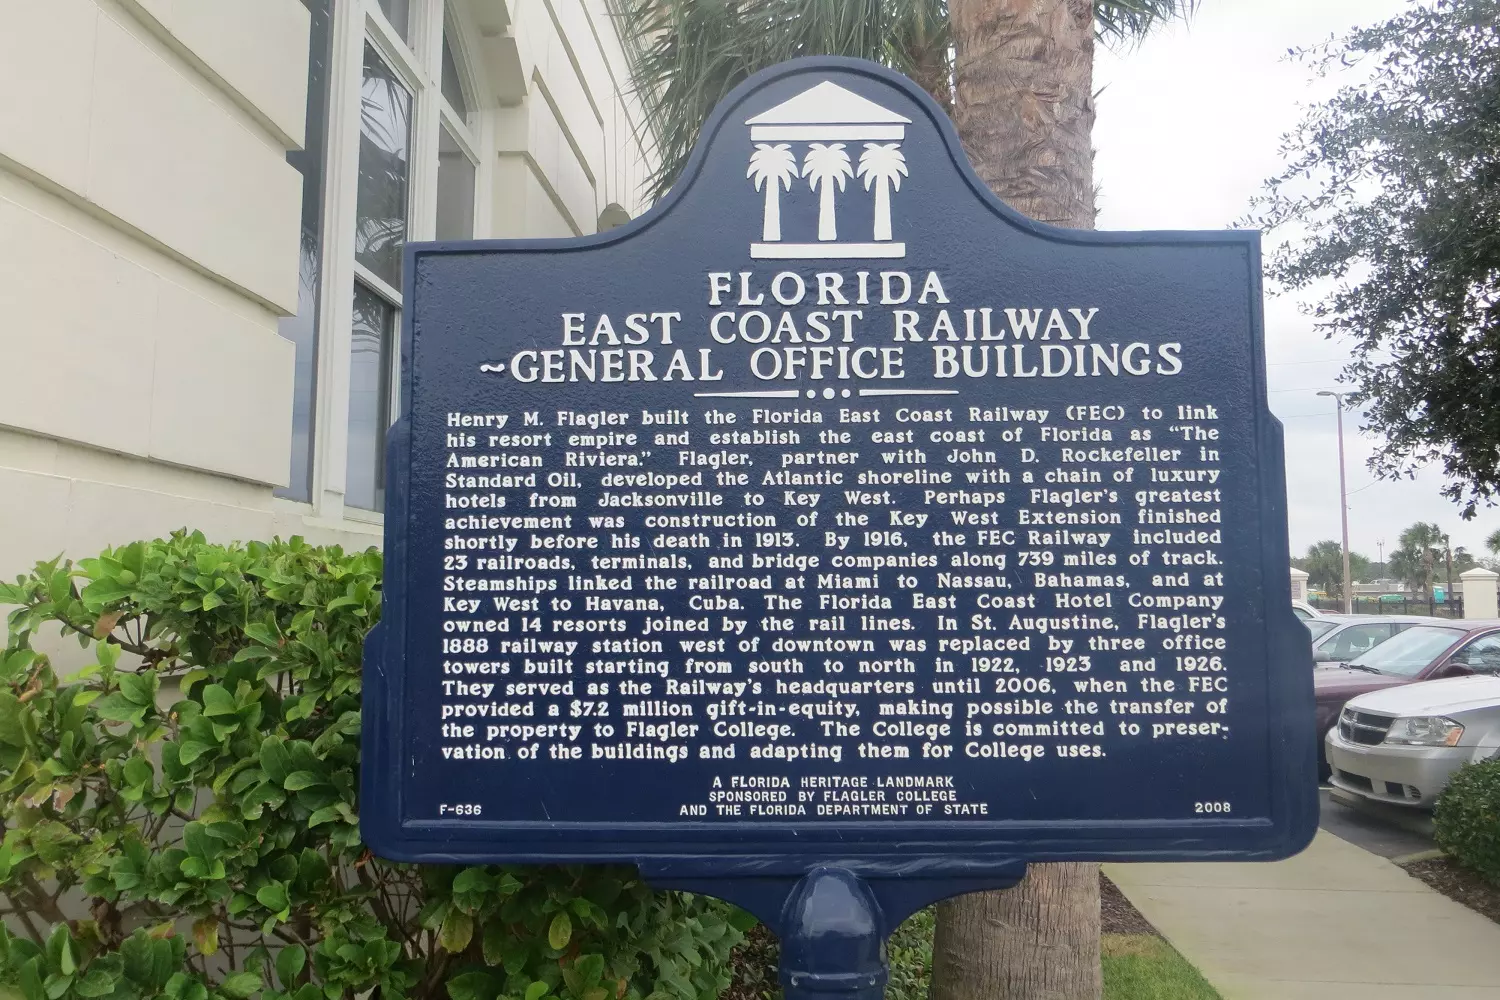 FLORIDA
EAST COAST RAILWAY
~GENERAL OFFICE BUILDINGS
Henry M. Flagler built the Florida East Coast Railway (FEC) to link
his resort empire and establish the east coast of Florida as "The
American Riviera." Flagler, partner with John D. Rockefeller in
Standard Oil, developed the Atlantic shoreline with a chain of luxury
hotels from Jacksonville to Key West. Perhaps Flagler's greatest
achievement was construction of the Key West Extension finished
shortly before his death in 1913. By 1916, the FEC Railway included
23 railroads, terminals, and bridge companies along 739 miles of track.
Steamships linked the railroad at Miami to Nassau, Bahamas, and at
Key West to Havana, Cuba. The Florida East Coast Hotel Company
owned 14 resorts joined by the rail lines. In St. Augustine, Flagler's
1888 railway station west of downtown was replaced by three office
towers built starting from south to north in 1922, 1923 and 1926.
They served as the Railway's headquarters until 2006, when the FEC
provided a $7.2 million gift-in-equity, making possible the transfer of
the property to Flagler College. The College is committed to preser-
vation of the buildings and adapting them for College uses.
A FLORIDA HERITAGE LANDMARK
SPONSORED BY FLAGLER COLLEGE
F-636 AND THE FLORIDA DEPARTMENT OF STATE 2008